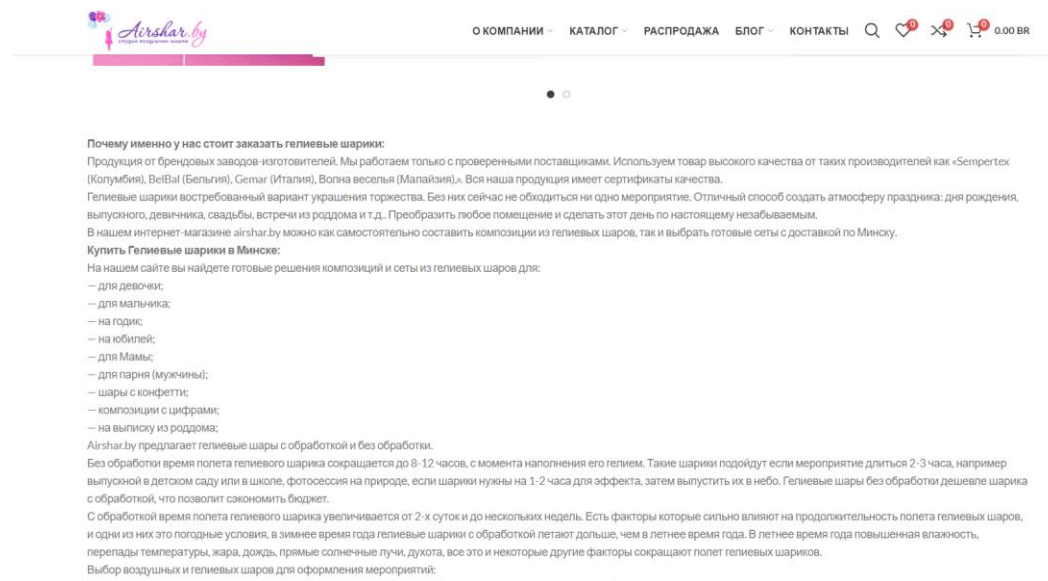 Airshar.by
студия воздушных шаров
О КОМПАНИИ
КАТАЛОГ
РАСПРОДАЖА
БЛОГ
КОНТАКТЫ
0
0
0
0.00 BR
Почему именно у нас стоит заказать гелиевые шарики:
Продукция от брендовых заводов-изготовителей. Мы работаем только с проверенными поставщиками. Используем товар высокого качества от таких производителей как «Sempertex
(Колумбия), BelBal (Бельгия), Gemar (Италия), Волна веселья (Малайзия),». Вся наша продукция имеет сертификаты качества.
Гелиевые шарики востребованный вариант украшения торжества. Без них сейчас не обходиться ни одно мероприятие. Отличный способ создать атмосферу праздника: дня рождения,
выпускного, девичника, свадьбы, встречи из роддома и т.д.. Преобразить любое помещение и сделать этот день по настоящему незабываемым.
В нашем интернет-магазине airshar.by можно как самостоятельно составить композиции из гелиевых шаров, так и выбрать готовые сеты с доставкой по Минску.
Купить Гелиевые шарики в Минске:
На нашем сайте вы найдете готовые решения композиций и сеты из гелиевых шаров для:
— для девочки;
— для мальчика;
— на годик;
— на юбилей;
— для Мамы;
— для парня (мужчины);
— шары с конфетти;
— композиции с цифрами;
— на выписку из роддома;
Airshar.by предлагает гелиевые шары с обработкой и без обработки.
Без обработки время полета гелиевого шарика сокращается до 8-12 часов, с момента наполнения его гелием. Такие шарики подойдут если мероприятие длиться 2-3 часа, например
выпускной в детском саду или в школе, фотосессия на природе, если шарики нужны на 1-2 часа для эффекта, затем выпустить их в небо. Гелиевые шары без обработки дешевле шарика
с обработкой, что позволит сэкономить бюджет.
С обработкой время полета гелиевого шарика увеличивается от 2-х суток и до нескольких недель. Есть факторы которые сильно влияют на продолжительность полета гелиевых шаров,
и одни из них это погодные условия, в зимнее время года гелиевые шарики с обработкой летают дольше, чем в летнее время года. В летнее время года повышенная влажность,
перепады температуры, жара, дождь, прямые солнечные лучи, духота, все это и некоторые другие факторы сокращают полет гелиевых шариков.
Выбор воздушных и гелиевых шаров для оформления мероприятий: